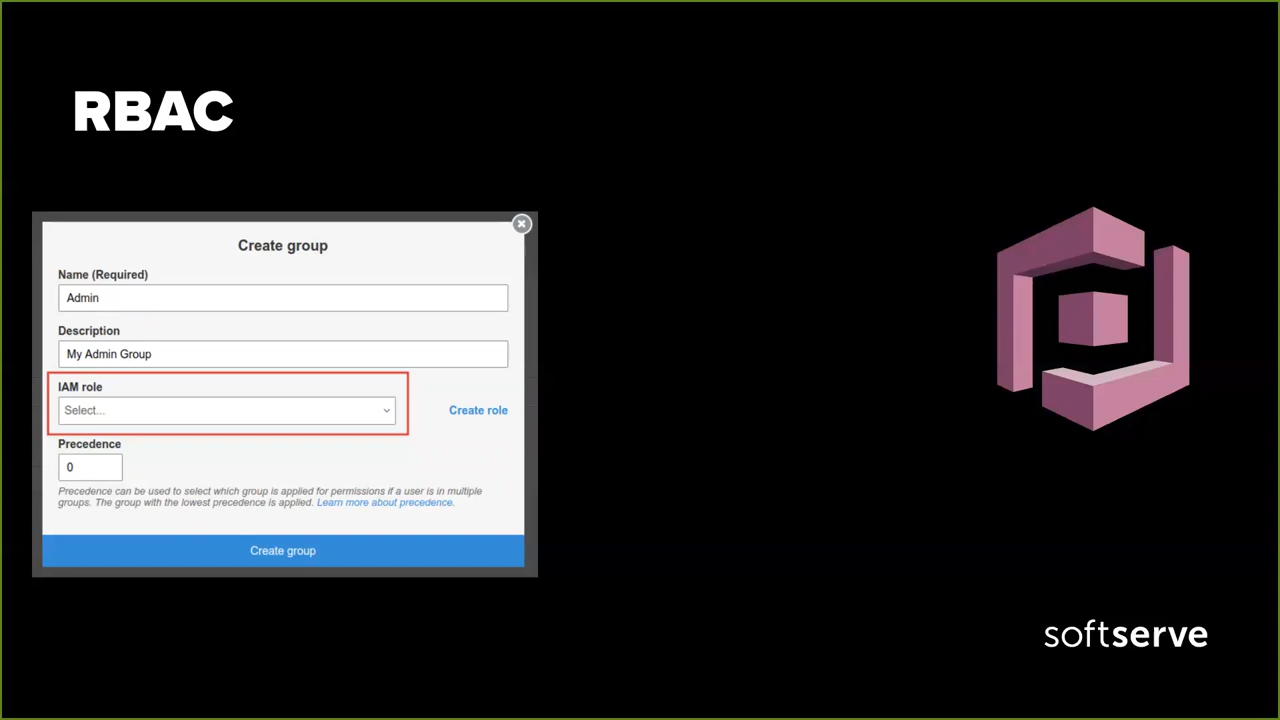 RBAC
Create group
Name (Required)
Admin
Description
My Admin Group
IAM role
Select...
Create role
Precedence
0
Precedence can be used to select which group is applied for permissions if a user is in multiple
groups. The group with the lowest precedence is applied. Learn more about precedence.
Create group
softserve